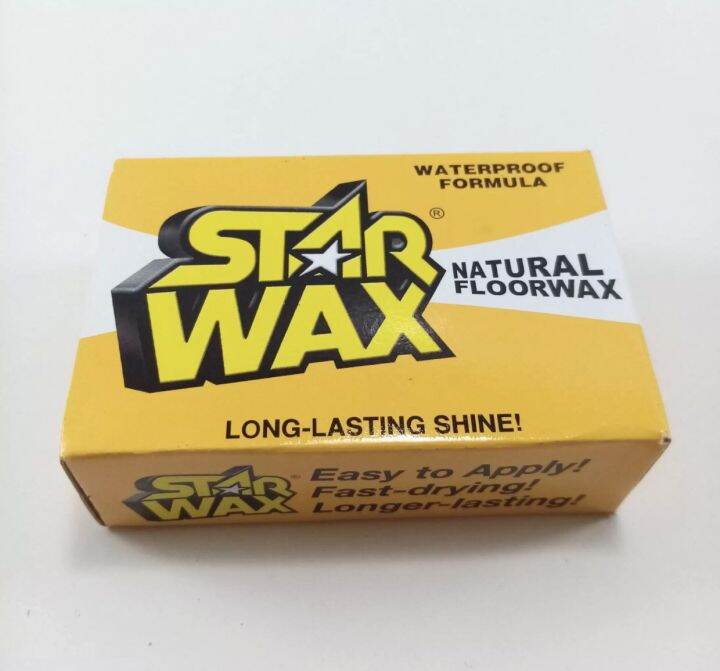 WATERPROOF
FORMULA
STAR
WAX
®
NATURAL
FLOORWAX
LONG-LASTING SHINE!
STAR
WAX
®
Easy to Apply!
Fast-drying!
Longer-lasting!